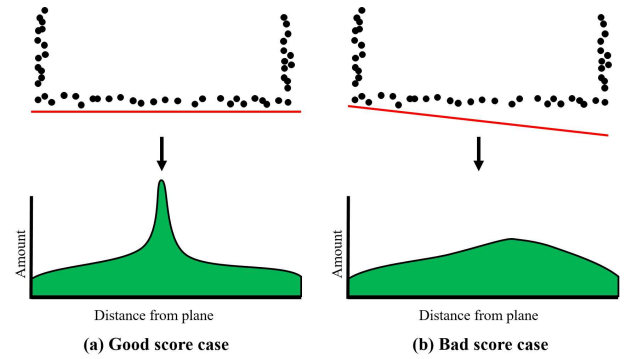 Amount
Distance from plane
(a) Good score case
Amount
Distance from plane
(b) Bad score case